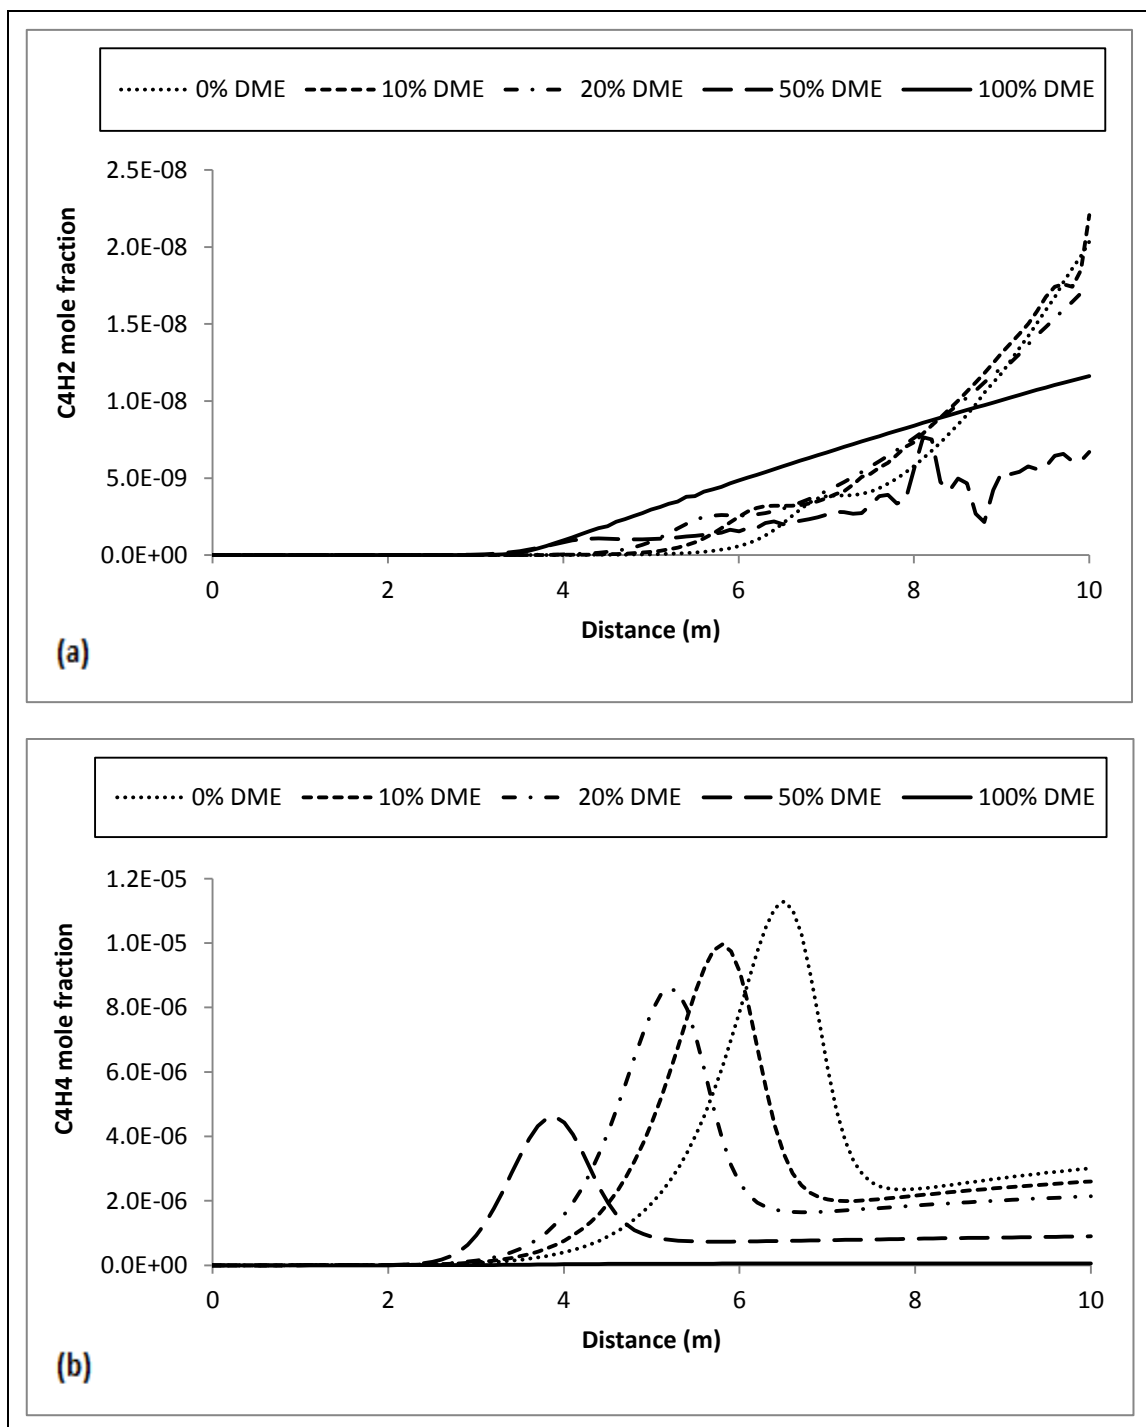 0% DME 10% DME 20% DME 50% DME 100% DME
2.5E-08
2.0E-08
1.5E-08
1.0E-08
5.0E-09
0.0E+00
C4H2 mole fraction
0 2 4 6 8 10
Distance (m)
(a)
0% DME 10% DME 20% DME 50% DME 100% DME
1.2E-05
1.0E-05
8.0E-06
6.0E-06
4.0E-06
2.0E-06
0.0E+00
C4H4 mole fraction
0 2 4 6 8 10
Distance (m)
(b)